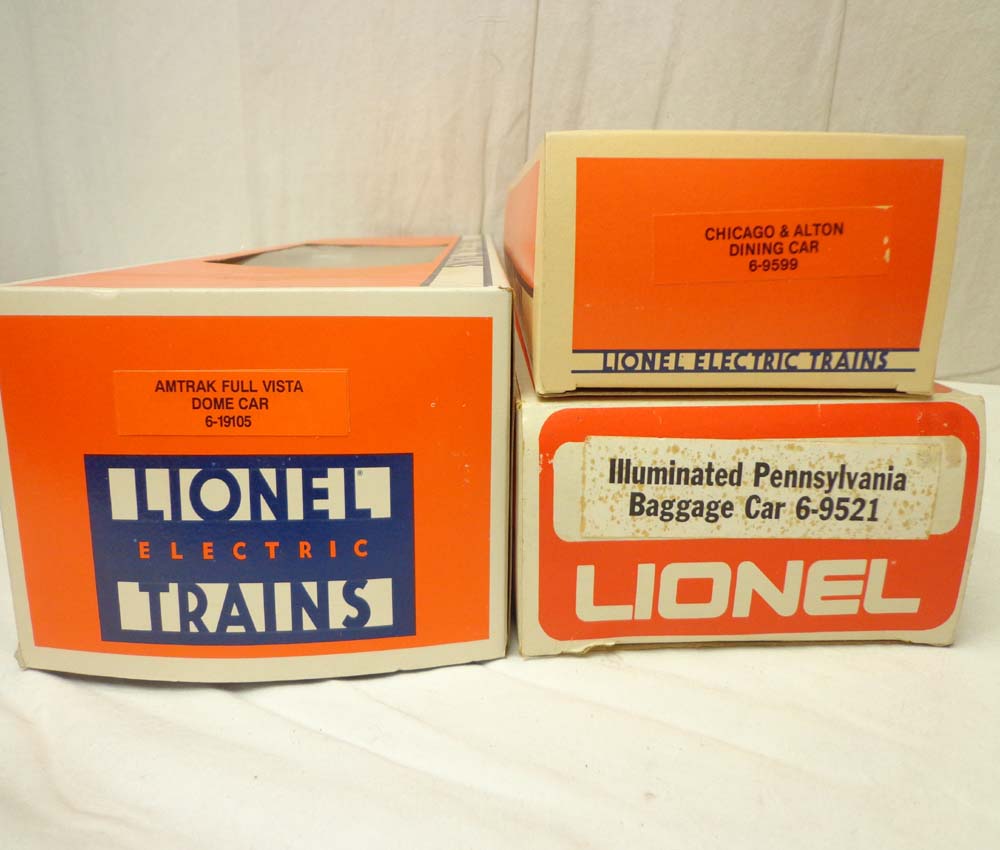 AMTRAK FULL VISTA
DOME CAR
6-19105
LIONEL
ELECTRIC
TRAINS
CHICAGO & ALTON
DINING CAR
6-9599
LIONEL ELECTRIC TRAINS
Illuminated Pennsylvania
Baggage Car 6-9521
LIONEL